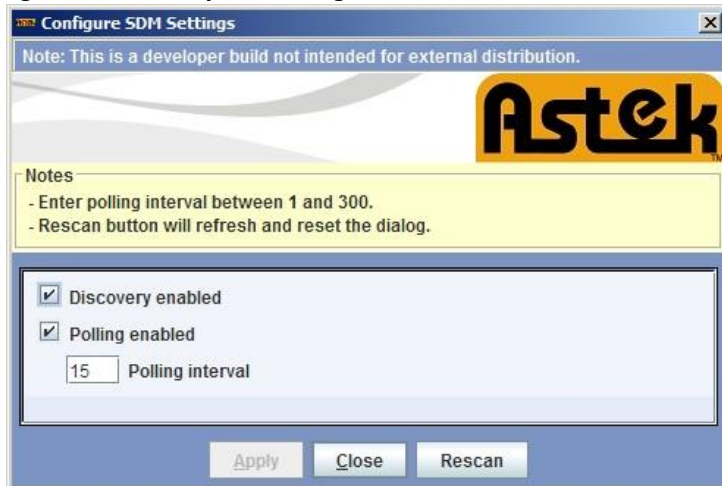 Configure SDM Settings
Note: This is a developer build not intended for external distribution.
Astek
TM
Notes
- Enter polling interval between 1 and 300.
- Rescan button will refresh and reset the dialog.
Discovery enabled
Polling enabled
15 Polling interval
Apply Close Rescan